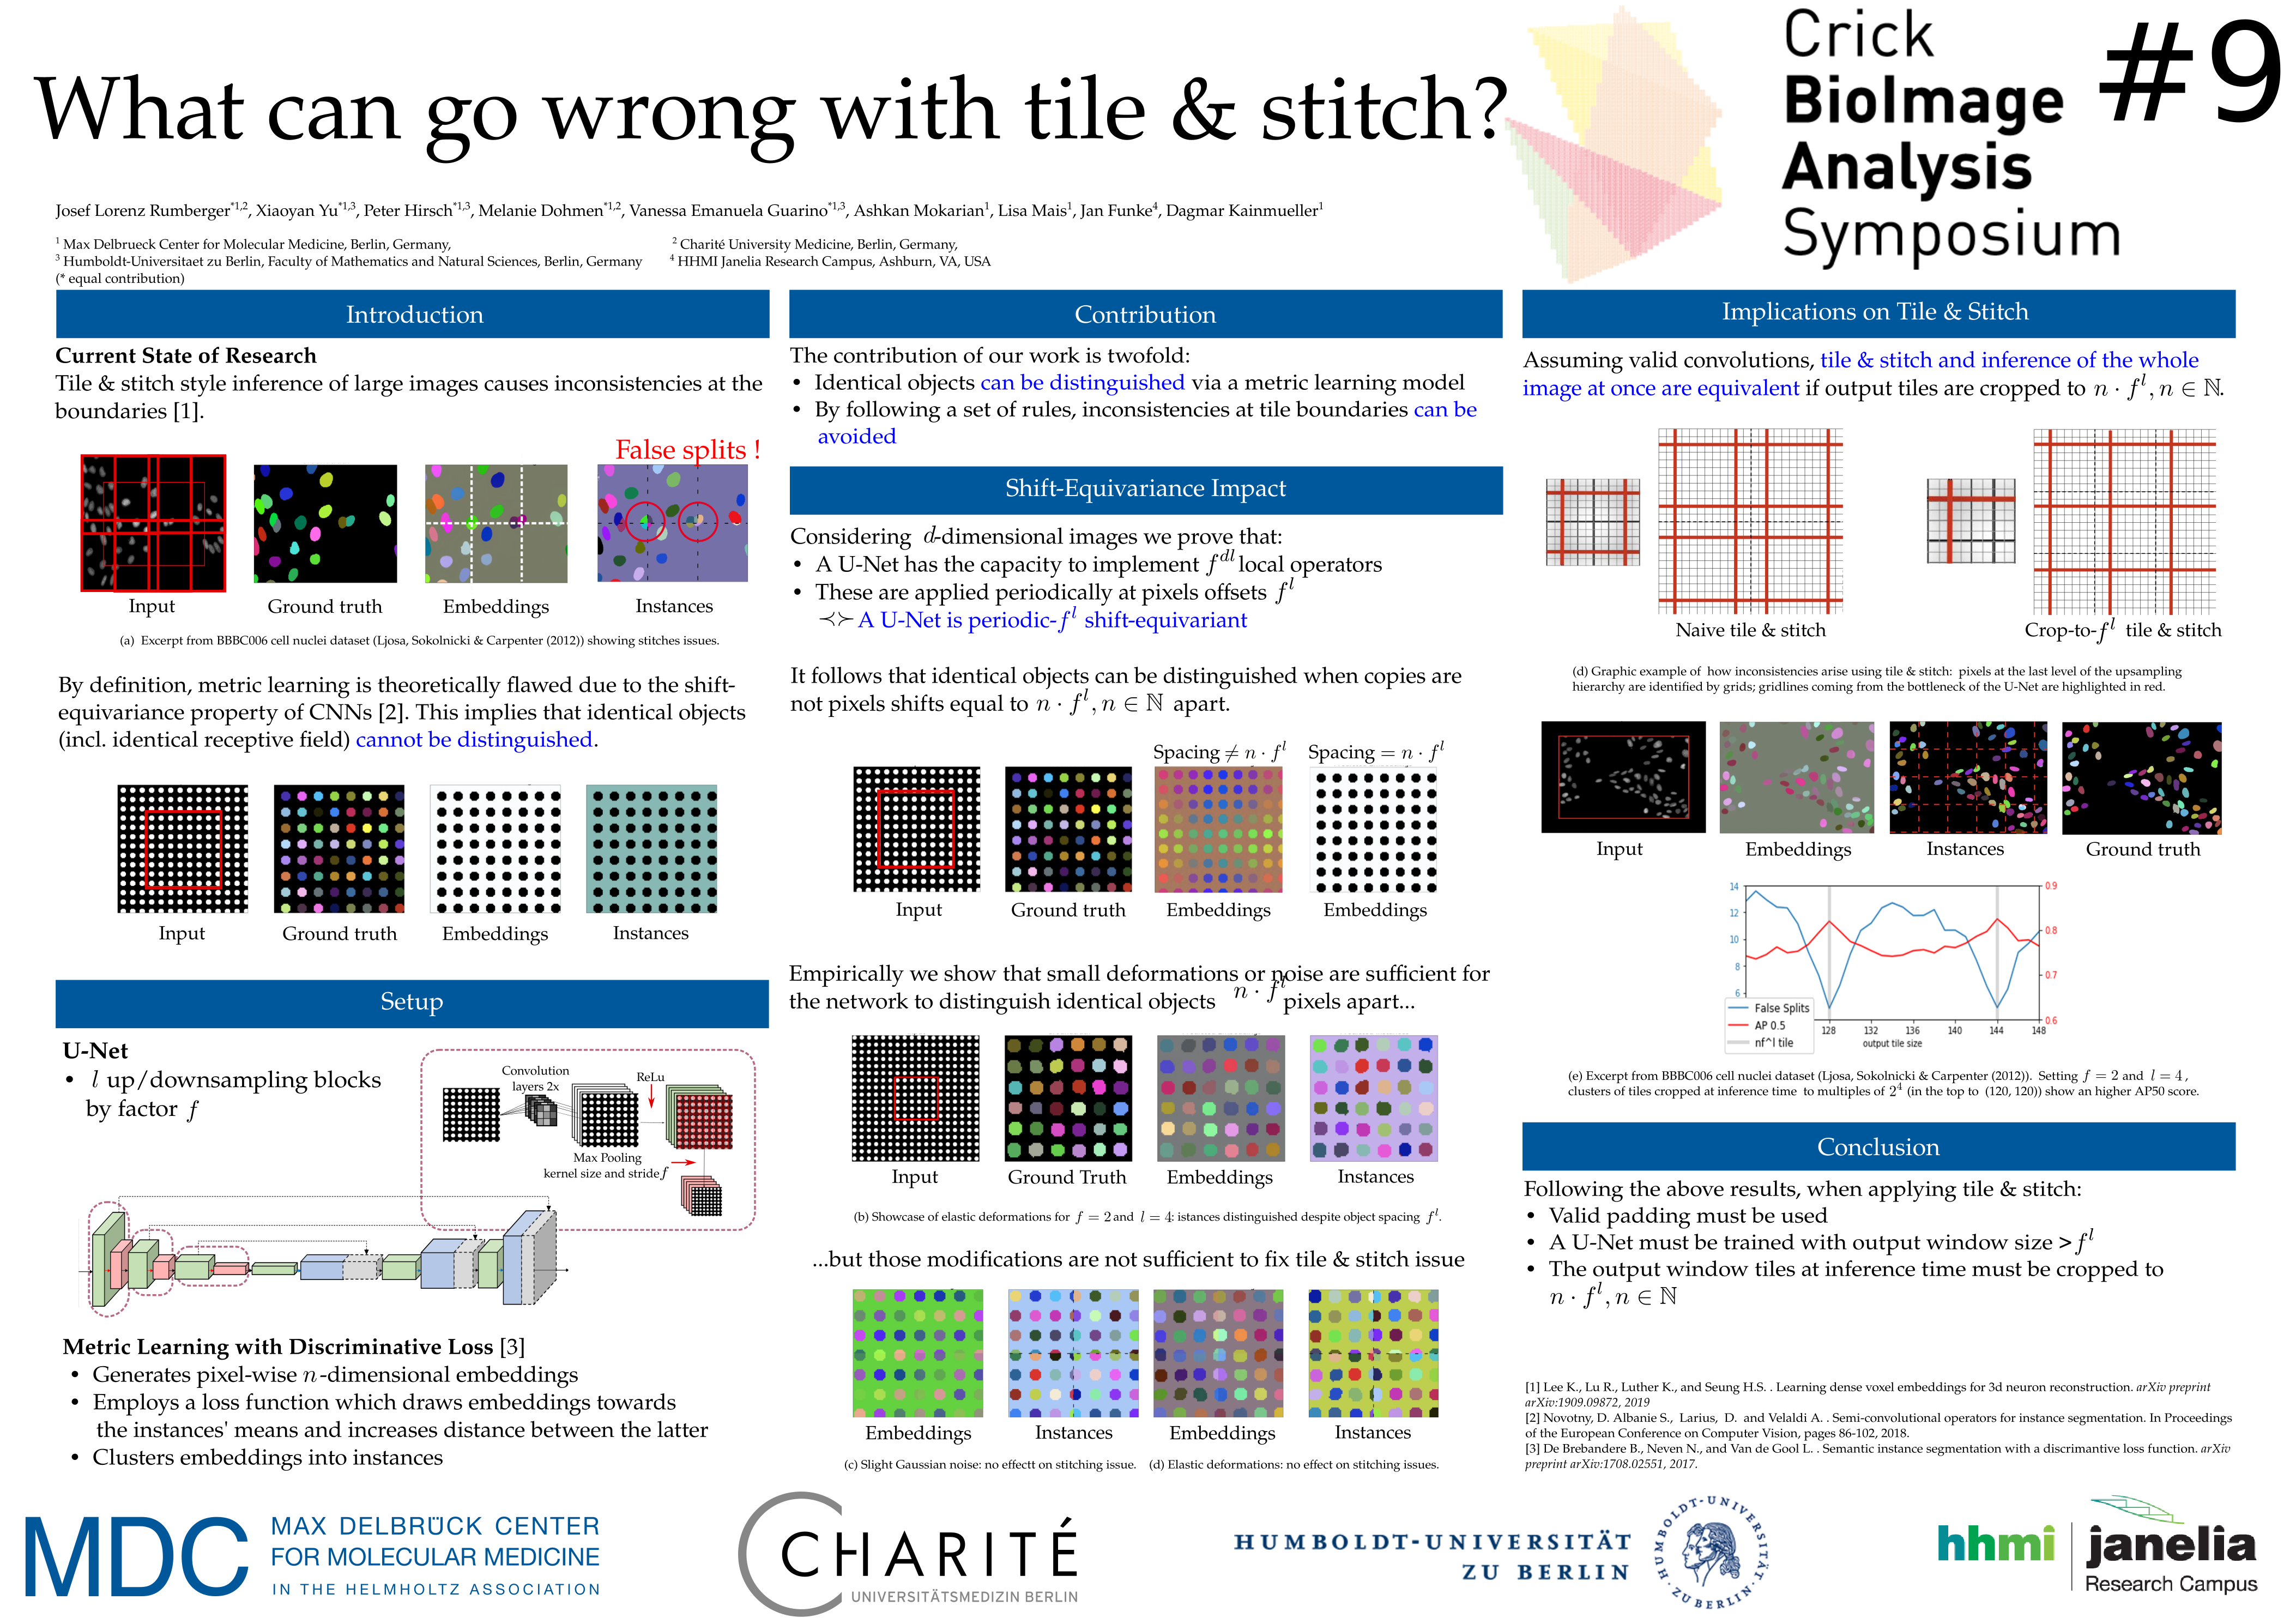 What can go wrong with tile & stitch?
Crick
BioImage
Analysis
Symposium
#9
Josef Lorenz Rumberger*1,2, Xiaoyan Yu*1,3, Peter Hirsch*1,3, Melanie Dohmen*1,2, Vanessa Emanuela Guarino*1,3, Ashkan Mokarian1, Lisa Mais1, Jan Funke4, Dagmar Kainmueller1
1 Max Delbrueck Center for Molecular Medicine, Berlin, Germany, 2 Charité University Medicine, Berlin, Germany,
3 Humboldt-Universitaet zu Berlin, Faculty of Mathematics and Natural Sciences, Berlin, Germany 4 HHMI Janelia Research Campus, Ashburn, VA, USA
(* equal contribution)
Introduction
Current State of Research
Tile & stitch style inference of large images causes inconsistencies at the
boundaries [1].
False splits !
Input Ground truth Embeddings Instances
(a) Excerpt from BBBC006 cell nuclei dataset (Ljosa, Sokolnicki & Carpenter (2012)) showing stitches issues.
By definition, metric learning is theoretically flawed due to the shift-
equivariance property of CNNs [2]. This implies that identical objects
(incl. identical receptive field) cannot be distinguished.
Input Ground truth Embeddings Instances
Setup
U-Net
• l up/downsampling blocks
by factor f
Convolution
layers 2x
ReLu
Max Pooling
kernel size and stride f
Metric Learning with Discriminative Loss [3]
• Generates pixel-wise n-dimensional embeddings
• Employs a loss function which draws embeddings towards
the instances' means and increases distance between the latter
• Clusters embeddings into instances
Contribution
The contribution of our work is twofold:
• Identical objects can be distinguished via a metric learning model
• By following a set of rules, inconsistencies at tile boundaries can be
avoided
Shift-Equivariance Impact
Considering d-dimensional images we prove that:
• A U-Net has the capacity to implement f^dl local operators
• These are applied periodically at pixels offsets f^l
≺≻ A U-Net is periodic-f^l shift-equivariant
It follows that identical objects can be distinguished when copies are
not pixels shifts equal to n · f^l, n ∈ ℕ apart.
Spacing ≠ n · f^l Spacing = n · f^l
Input Ground truth Embeddings Embeddings
Empirically we show that small deformations or noise are sufficient for
the network to distinguish identical objects n · f^l pixels apart...
Input Ground Truth Embeddings Instances
(b) Showcase of elastic deformations for f = 2 and l = 4: istances distinguished despite object spacing f^l.
...but those modifications are not sufficient to fix tile & stitch issue
Embeddings Instances Embeddings Instances
(c) Slight Gaussian noise: no effectt on stitching issue. (d) Elastic deformations: no effect on stitching issues.
Implications on Tile & Stitch
Assuming valid convolutions, tile & stitch and inference of the whole
image at once are equivalent if output tiles are cropped to n · f^l, n ∈ ℕ.
Naive tile & stitch Crop-to-f^l tile & stitch
(d) Graphic example of how inconsistencies arise using tile & stitch: pixels at the last level of the upsampling
hierarchy are identified by grids; gridlines coming from the bottleneck of the U-Net are highlighted in red.
Input Embeddings Instances Ground truth
14 0.9
12
0.8
10
8
0.7
6
0.6
False Splits
AP 0.5
nf^l tile
128 132 136 140 144 148
output tile size
(e) Excerpt from BBBC006 cell nuclei dataset (Ljosa, Sokolnicki & Carpenter (2012)). Setting f = 2 and l = 4,
clusters of tiles cropped at inference time to multiples of 2^4 (in the top to (120, 120)) show an higher AP50 score.
Conclusion
Following the above results, when applying tile & stitch:
• Valid padding must be used
• A U-Net must be trained with output window size > f^l
• The output window tiles at inference time must be cropped to
n · f^l, n ∈ ℕ
[1] Lee K., Lu R., Luther K., and Seung H.S. . Learning dense voxel embeddings for 3d neuron reconstruction. arXiv preprint
arXiv:1909.09872, 2019
[2] Novotny, D. Albanie S., Larius, D. and Velaldi A. . Semi-convolutional operators for instance segmentation. In Proceedings
of the European Conference on Computer Vision, pages 86-102, 2018.
[3] De Brebandere B., Neven N., and Van de Gool L. . Semantic instance segmentation with a discrimantive loss function. arXiv
preprint arXiv:1708.02551, 2017.
MDC
MAX DELBRÜCK CENTER
FOR MOLECULAR MEDICINE
IN THE HELMHOLTZ ASSOCIATION
CHARITÉ
UNIVERSITÄTSMEDIZIN BERLIN
HUMBOLDT-UNIVERSITÄT
ZU BERLIN
HUMBOLDT-UNIVERSITÄT · ZU BERLIN ·
hhmi janelia
Research Campus